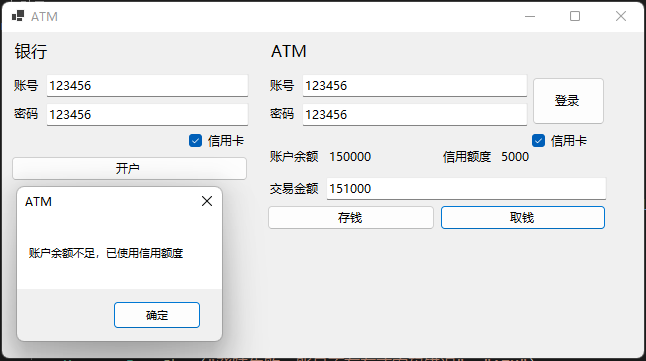 ATM
银行
账号 123456
密码 123456
信用卡
开户
ATM
账号 123456
密码 123456
登录
信用卡
账户余额 150000 信用额度 5000
交易金额 151000
存钱 取钱
ATM
账户余额不足，已使用信用额度
确定